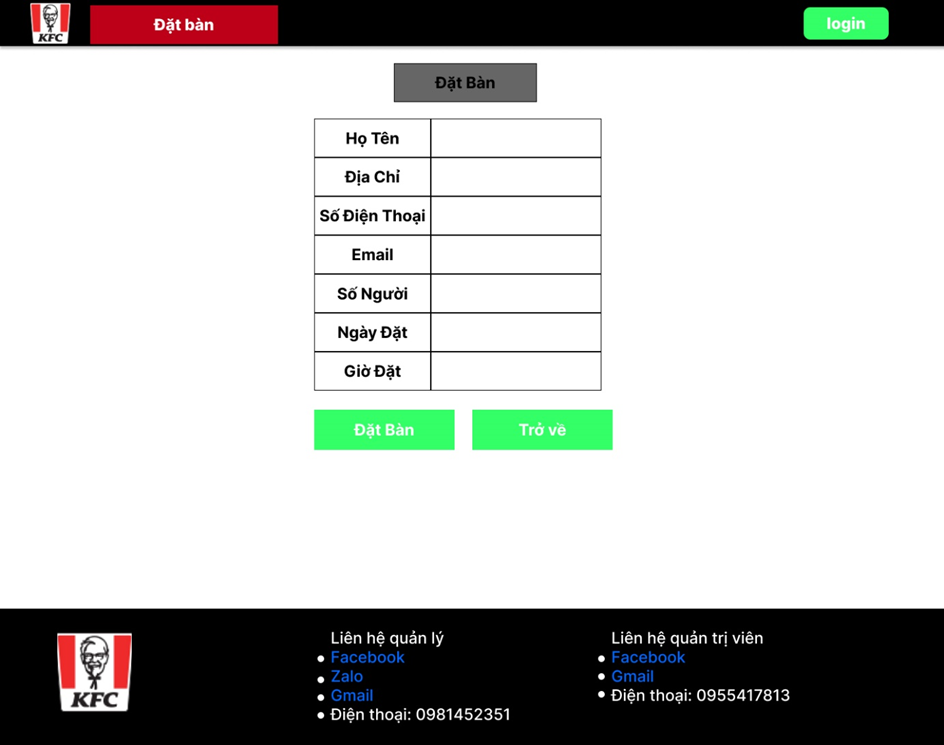 KFC
Đặt bàn
login
Đặt Bàn
Họ Tên
Địa Chỉ
Số Điện Thoại
Email
Số Người
Ngày Đặt
Giờ Đặt
Đặt Bàn
Trở về
KFC
Liên hệ quản lý
Facebook
Zalo
Gmail
Điện thoại: 0981452351
Liên hệ quản trị viên
Facebook
Gmail
Điện thoại: 0955417813